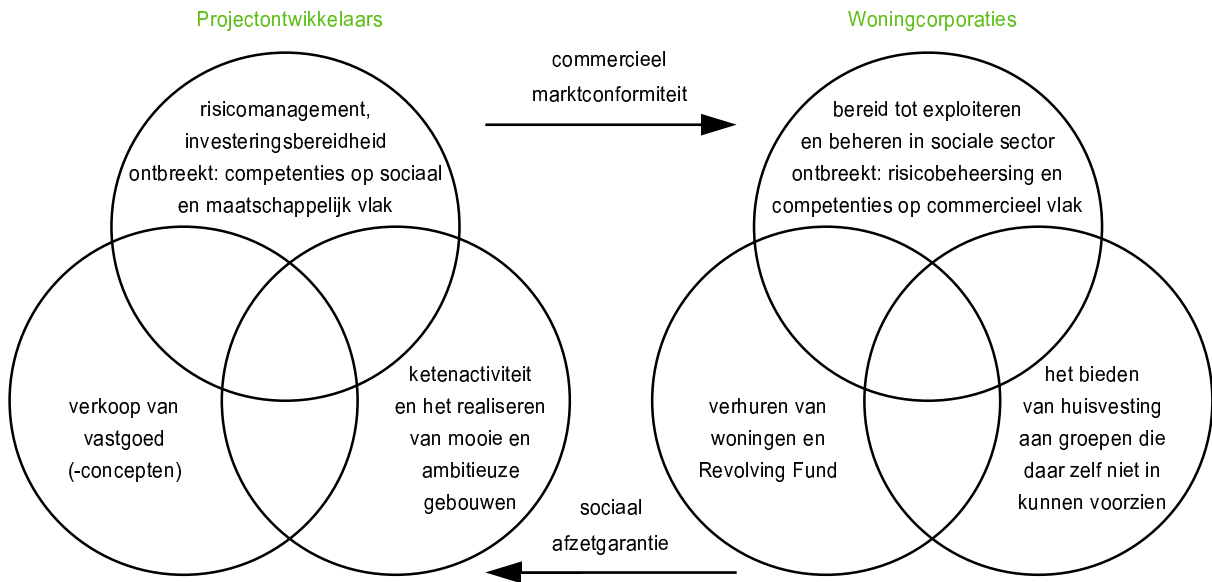 Projectontwikkelaars
risicomanagement,
investeringsbereidheid
ontbreekt: competenties op sociaal
en maatschappelijk vlak
verkoop van
vastgoed
(-concepten)
ketenactiviteit
en het realiseren
van mooie en
ambitieuze
gebouwen
commercieel
marktconformiteit
sociaal
afzetgarantie
Woningcorporaties
bereid tot exploiteren
en beheren in sociale sector
ontbreekt: risicobeheersing en
competenties op commercieel vlak
verhuren van
woningen en
Revolving Fund
het bieden
van huisvesting
aan groepen die
daar zelf niet in
kunnen voorzien